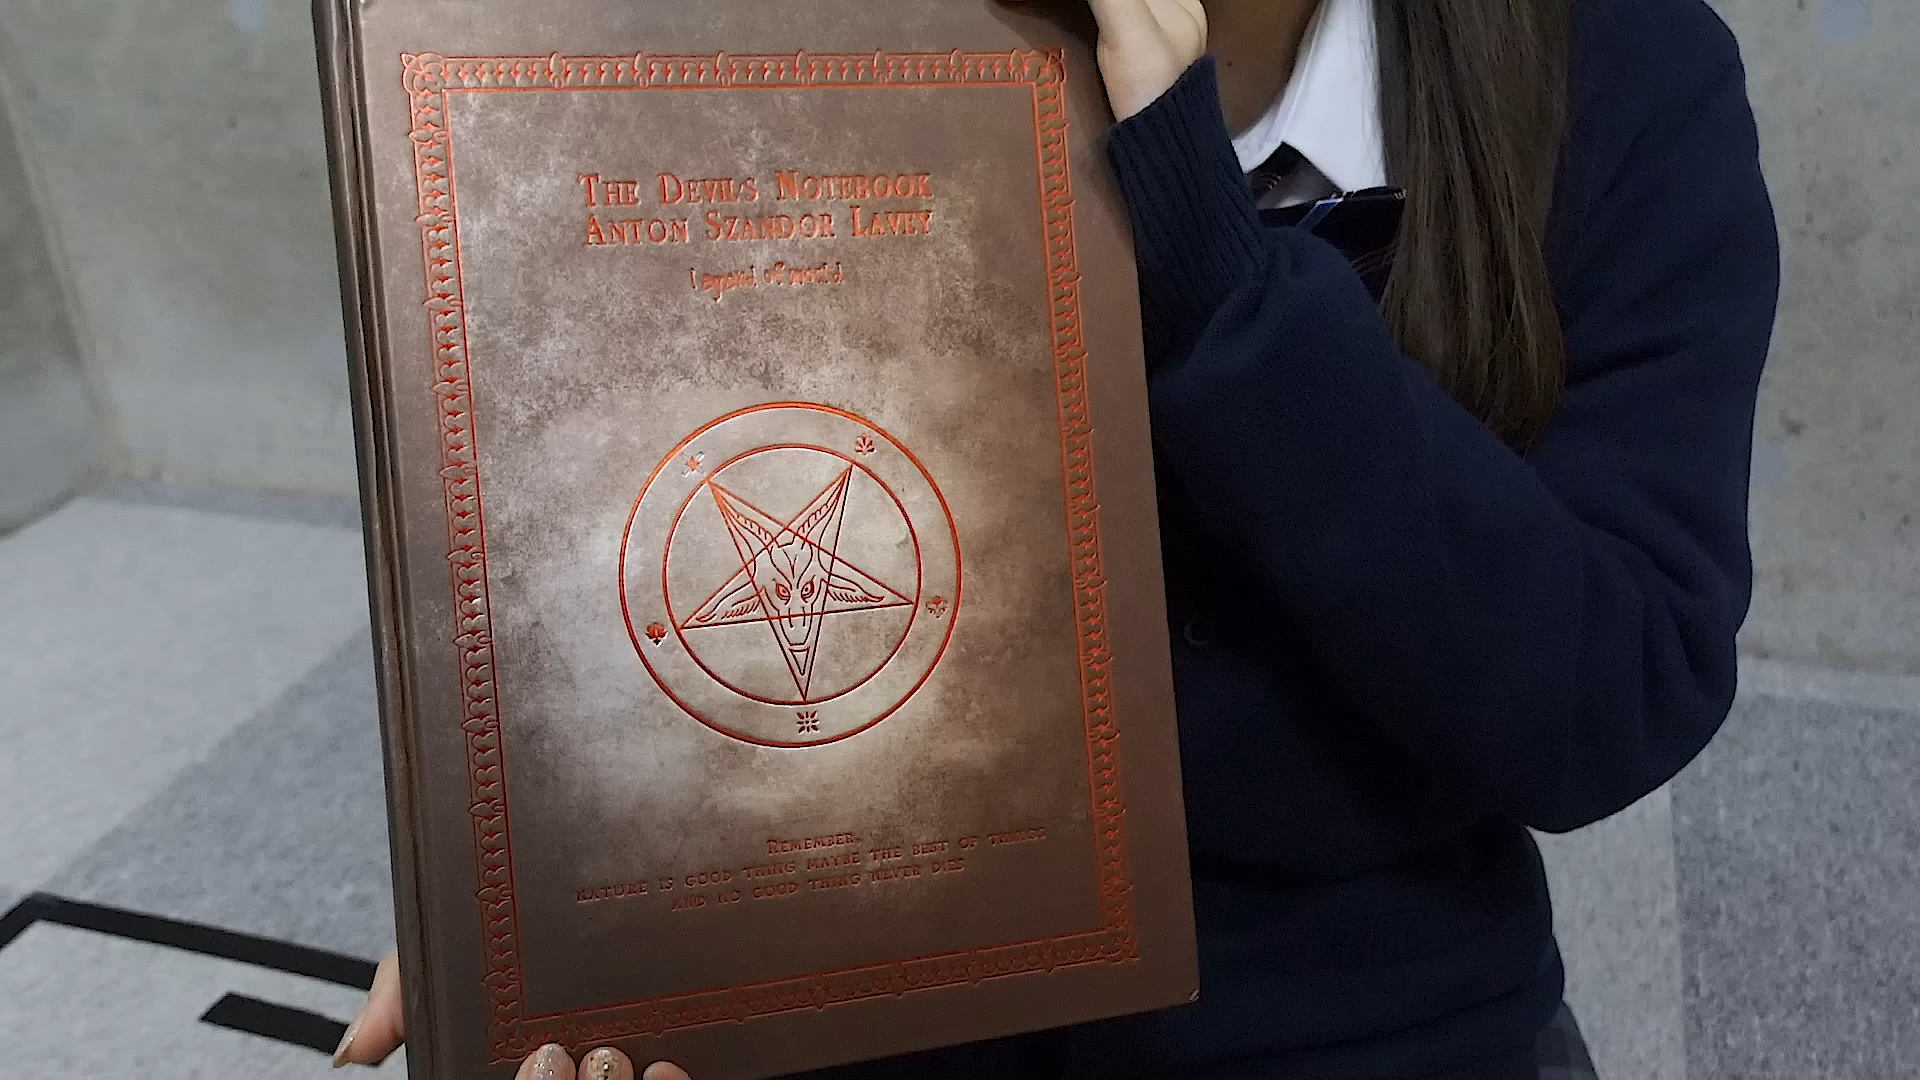 THE DEVIL'S NOTEBOOK
ANTON SZANDOR LAVEY
REMEMBER
NATURE IS GOOD THING MAYBE THE BEST OF THINGS
AND NO GOOD THING NEVER DIES